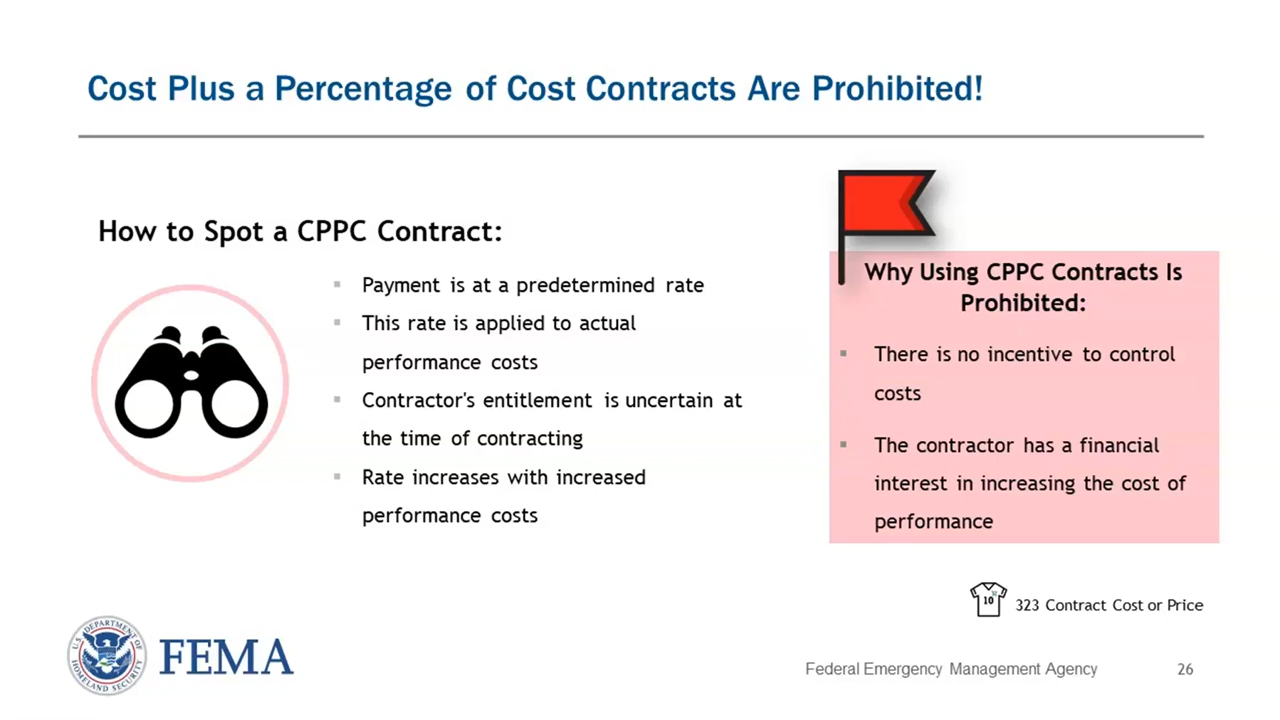 Cost Plus a Percentage of Cost Contracts Are Prohibited!
How to Spot a CPPC Contract:
▪ Payment is at a predetermined rate
▪ This rate is applied to actual
performance costs
▪ Contractor's entitlement is uncertain at
the time of contracting
▪ Rate increases with increased
performance costs
Why Using CPPC Contracts Is
Prohibited:
▪ There is no incentive to control
costs
▪ The contractor has a financial
interest in increasing the cost of
performance
10
323 Contract Cost or Price
U.S. DEPARTMENT OF
HOMELAND SECURITY
FEMA
Federal Emergency Management Agency
26